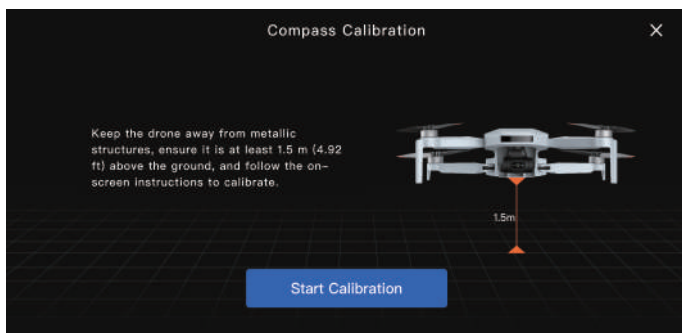 Compass Calibration
Keep the drone away from metallic
structures, ensure it is at least 1.5 m (4.92
ft) above the ground, and follow the on-
screen instructions to calibrate.
1.5m
Start Calibration